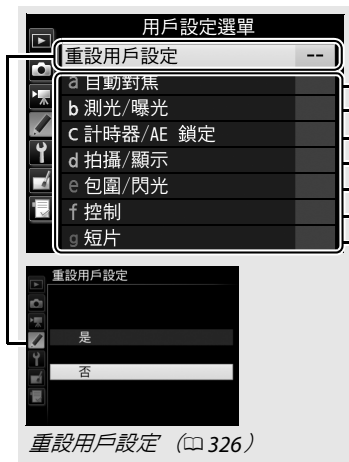 用戶設定選單
重設用戶設定 --
a 自動對焦
b 測光/曝光
c 計時器/AE 鎖定
d 拍攝/顯示
e 包圍/閃光
f 控制
g 短片
重設用戶設定
是
否
重設用戶設定（326）